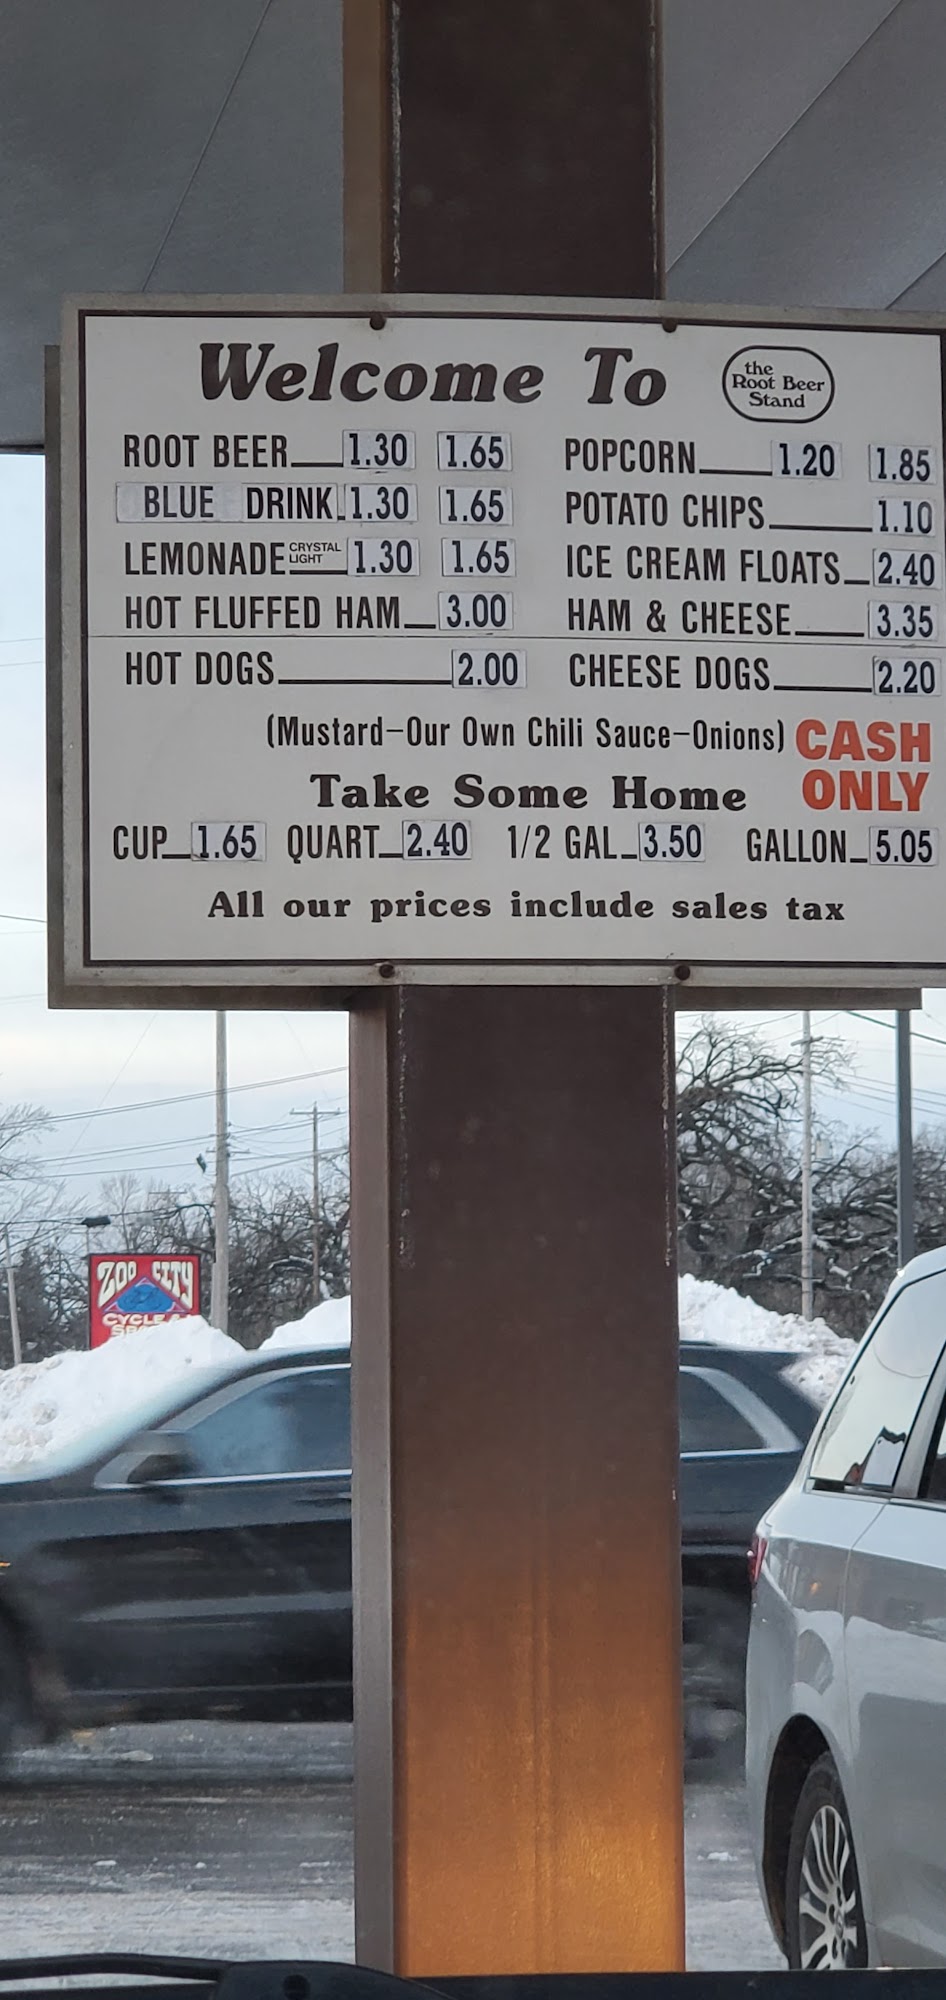 Welcome To
the
Root Beer
Stand
ROOT BEER 1.30 1.65
BLUE DRINK 1.30 1.65
LEMONADE CRYSTAL LIGHT 1.30 1.65
HOT FLUFFED HAM 3.00
HOT DOGS 2.00
POPCORN 1.20 1.85
POTATO CHIPS 1.10
ICE CREAM FLOATS 2.40
HAM & CHEESE 3.35
CHEESE DOGS 2.20
(Mustard-Our Own Chili Sauce-Onions)
CASH
ONLY
Take Some Home
CUP 1.65 QUART 2.40 1/2 GAL 3.50 GALLON 5.05
All our prices include sales tax
ZOO CITY
CYCLE &